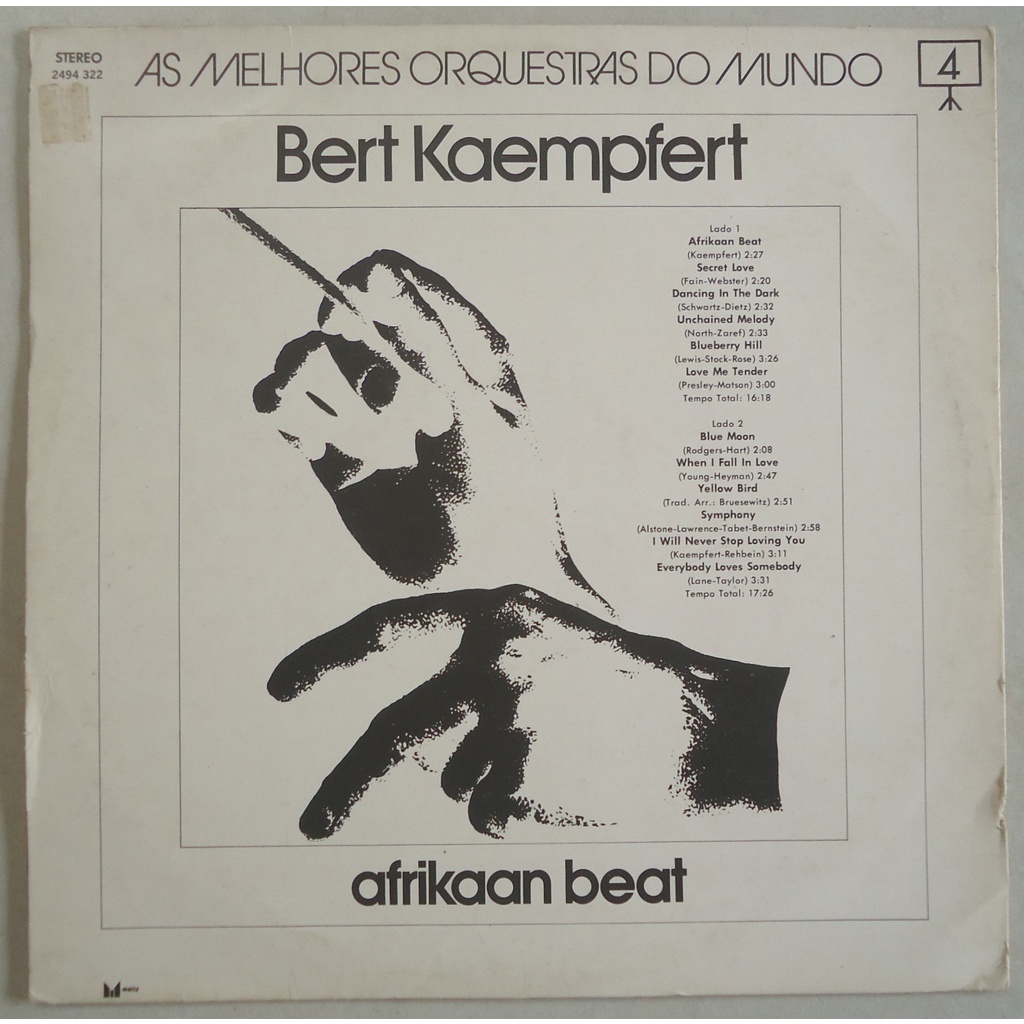 STEREO
2494 322
AS MELHORES ORQUESTRAS DO MUNDO
4
Bert Kaempfert
Lado 1
Afrikaan Beat
(Kaempfert) 2:27
Secret Love
(Fain-Webster) 2:20
Dancing In The Dark
(Schwartz-Dietz) 2:32
Unchained Melody
(North-Zaref) 2:33
Blueberry Hill
(Lewis-Stock-Rose) 3:26
Love Me Tender
(Presley-Matson) 3:00
Tempo Total: 16:18
Lado 2
Blue Moon
(Rodgers-Hart) 2:08
When I Fall In Love
(Young-Heyman) 2:47
Yellow Bird
(Trad. Arr.: Bruesewitz) 2:51
Symphony
(Alstone-Lawrence-Tabet-Bernstein) 2:58
I Will Never Stop Loving You
(Kaempfert-Rehbein) 3:11
Everybody Loves Somebody
(Lane-Taylor) 3:31
Tempo Total: 17:26
afrikaan beat